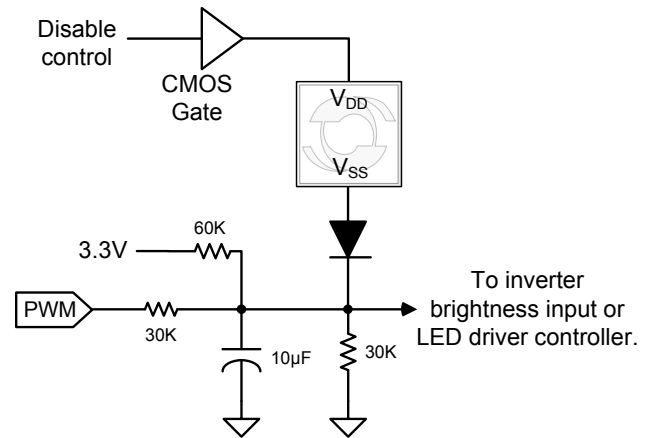 Disable
control
CMOS
Gate
VDD
VSS
60K
3.3V
PWM
30K
10µF
30K
To inverter
brightness input or
LED driver controller.